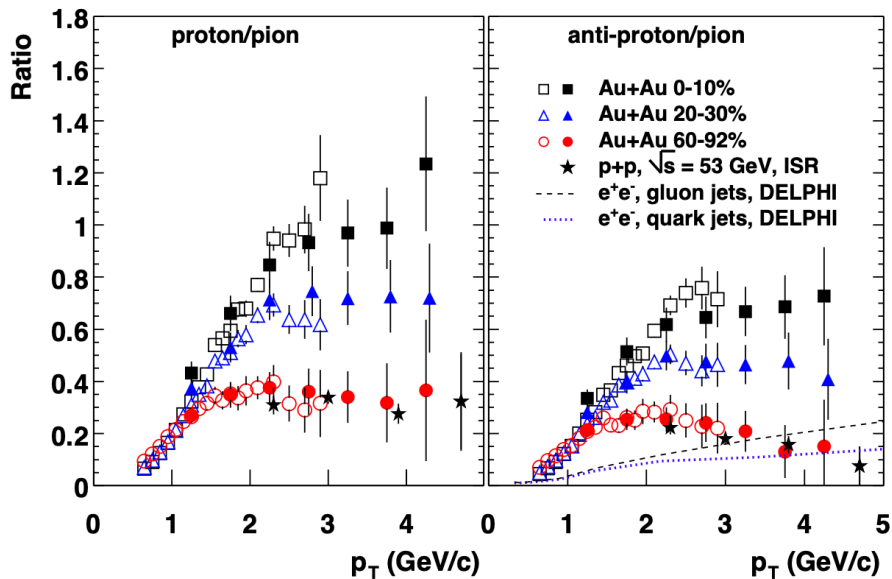 Ratio
1.8
1.6
1.4
1.2
1
0.8
0.6
0.4
0.2
0
proton/pion
anti-proton/pion
Au+Au 0-10%
Au+Au 20-30%
Au+Au 60-92%
p+p, √s = 53 GeV, ISR
e⁺e⁻, gluon jets, DELPHI
e⁺e⁻, quark jets, DELPHI
0 1 2 3 4 0 1 2 3 4 5
p_T (GeV/c) p_T (GeV/c)